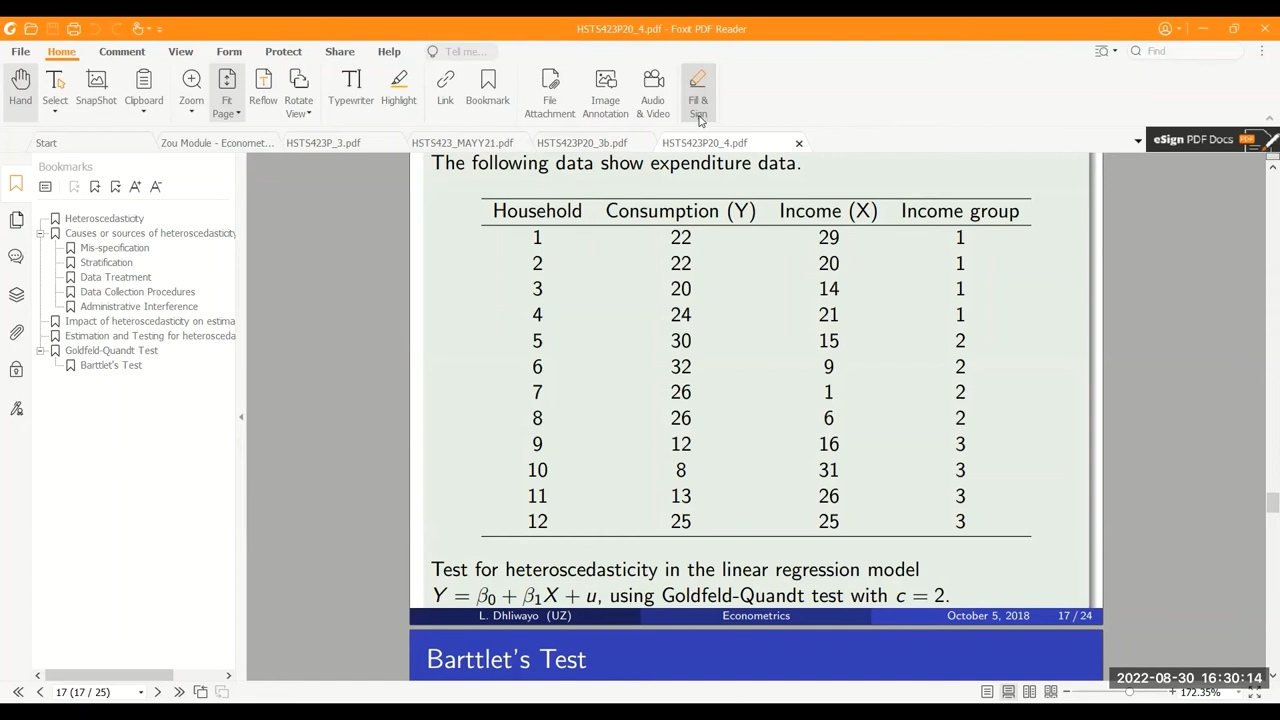 HSTS423P20_4.pdf - Foxit PDF Reader
File Home Comment View Form Protect Share Help Tell me... Find
Hand Select SnapShot Clipboard Zoom Fit Page Reflow Rotate View Typewriter Highlight Link Bookmark File Attachment Image Annotation Audio & Video Fill & Sign
Start Zou Module - Economet... HSTS423P_3.pdf HSTS423_MAYY21.pdf HSTS423P20_3b.pdf HSTS423P20_4.pdf eSign PDF Docs
Bookmarks
Heteroscedasticity
Causes or sources of heteroscedasticity
Mis-specification
Stratification
Data Treatment
Data Collection Procedures
Administrative Interference
Impact of heteroscedasticity on estima
Estimation and Testing for heterosceda
Goldfeld-Quandt Test
Barttlet's Test
The following data show expenditure data.
Household Consumption (Y) Income (X) Income group
1 22 29 1
2 22 20 1
3 20 14 1
4 24 21 1
5 30 15 2
6 32 9 2
7 26 1 2
8 26 6 2
9 12 16 3
10 8 31 3
11 13 26 3
12 25 25 3
Test for heteroscedasticity in the linear regression model
Y = β₀ + β₁X + u, using Goldfeld-Quandt test with c = 2.
L. Dhliwayo (UZ) Econometrics October 5, 2018 17 / 24
Barttlet's Test
2022-08-30 16:30:14
17 (17 / 25) 172.35%